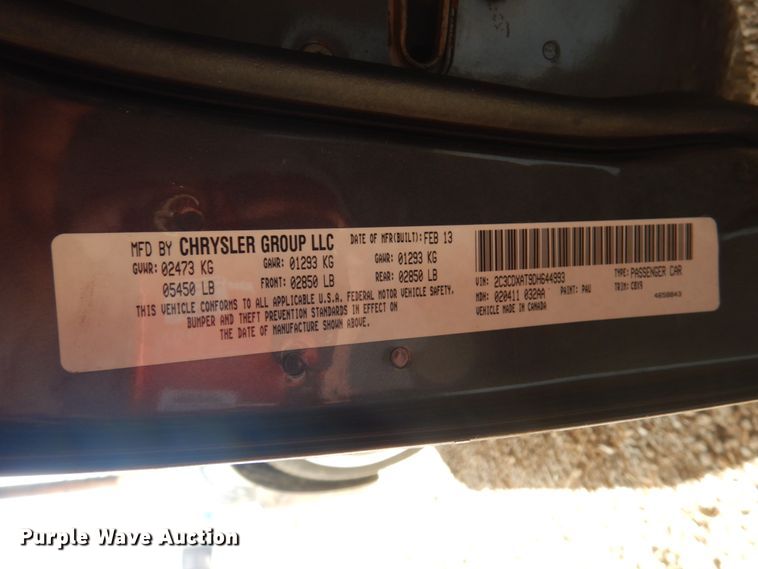 MFD BY CHRYSLER GROUP LLC DATE OF MFR(BUILT): FEB 13
GVWR: 02473 KG GAWR: 01293 KG GAWR: 01293 KG
05450 LB FRONT: 02850 LB REAR: 02850 LB
THIS VEHICLE CONFORMS TO ALL APPLICABLE U.S.A. FEDERAL MOTOR VEHICLE SAFETY,
BUMPER AND THEFT PREVENTION STANDARDS IN EFFECT ON
THE DATE OF MANUFACTURE SHOWN ABOVE.
VIN: 2C3CDXAT9DH644993 TYPE: PASSENGER CAR
MDH: 020411 032AA PAINT: PAU TRIM: C8X9
VEHICLE MADE IN CANADA 4658843
Purple Wave Auction